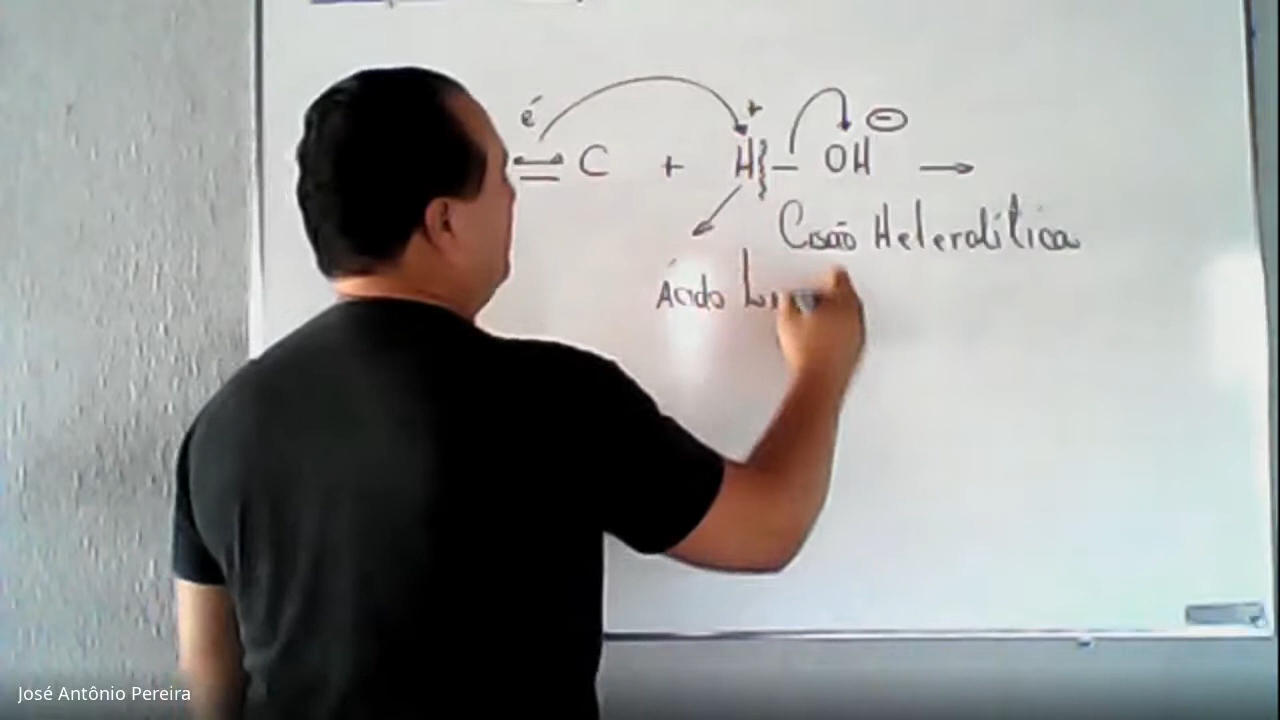 é
+ -
= C + H - OH →
Cisão Heterolítica
Ácido
José Antônio Pereira